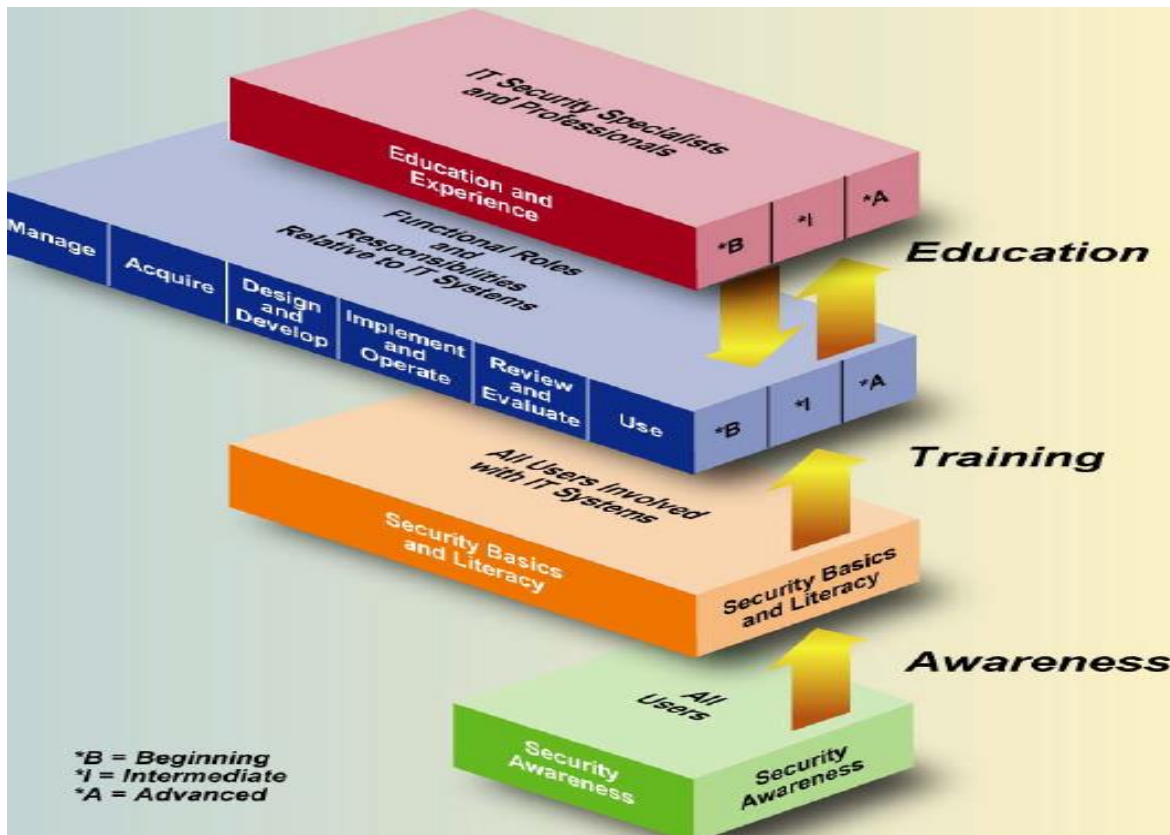 IT Security Specialists
and Professionals
Education and
Experience
*B
*I
*A
Education
Functional Roles
and
Responsibilities
Relative to IT Systems
Manage
Acquire
Design
and
Develop
Implement
and
Operate
Review
and
Evaluate
Use
*B
*I
*A
Training
All Users Involved
with IT Systems
Security Basics
and Literacy
Security Basics
and Literacy
Awareness
All
Users
Security
Awareness
Security
Awareness
*B = Beginning
*I = Intermediate
*A = Advanced